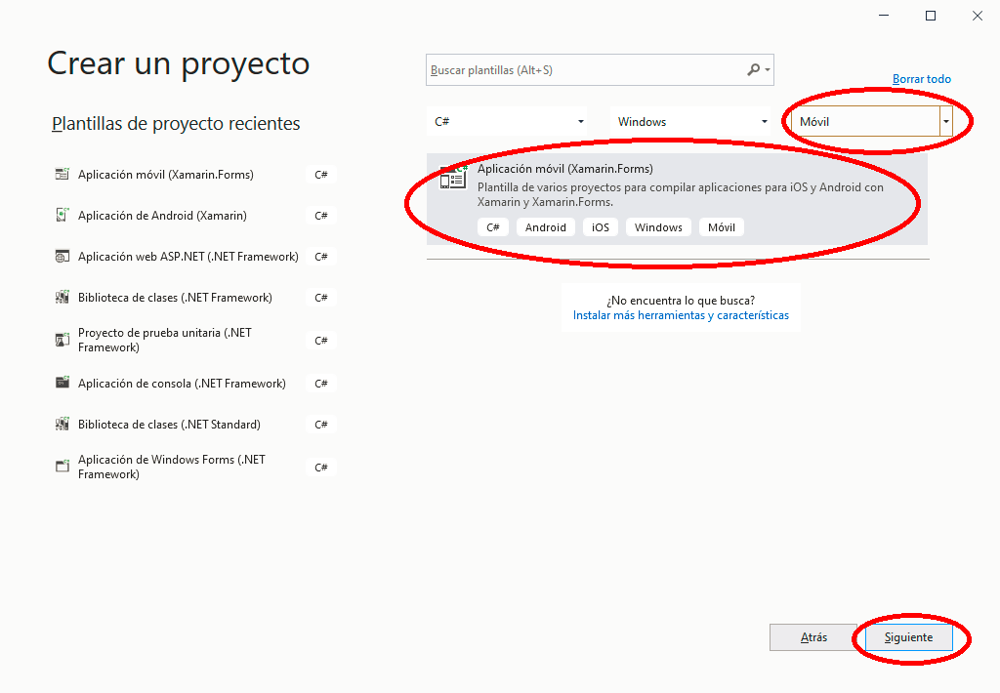 Crear un proyecto
Plantillas de proyecto recientes
Aplicación móvil (Xamarin.Forms) C#
Aplicación de Android (Xamarin) C#
Aplicación web ASP.NET (.NET Framework) C#
Biblioteca de clases (.NET Framework) C#
Proyecto de prueba unitaria (.NET
Framework) C#
Aplicación de consola (.NET Framework) C#
Biblioteca de clases (.NET Standard) C#
Aplicación de Windows Forms (.NET
Framework) C#
Buscar plantillas (Alt+S)
Borrar todo
C# Windows Móvil
Aplicación móvil (Xamarin.Forms)
Plantilla de varios proyectos para compilar aplicaciones para iOS y Android con
Xamarin y Xamarin.Forms.
C# Android iOS Windows Móvil
¿No encuentra lo que busca?
Instalar más herramientas y características
Atrás Siguiente